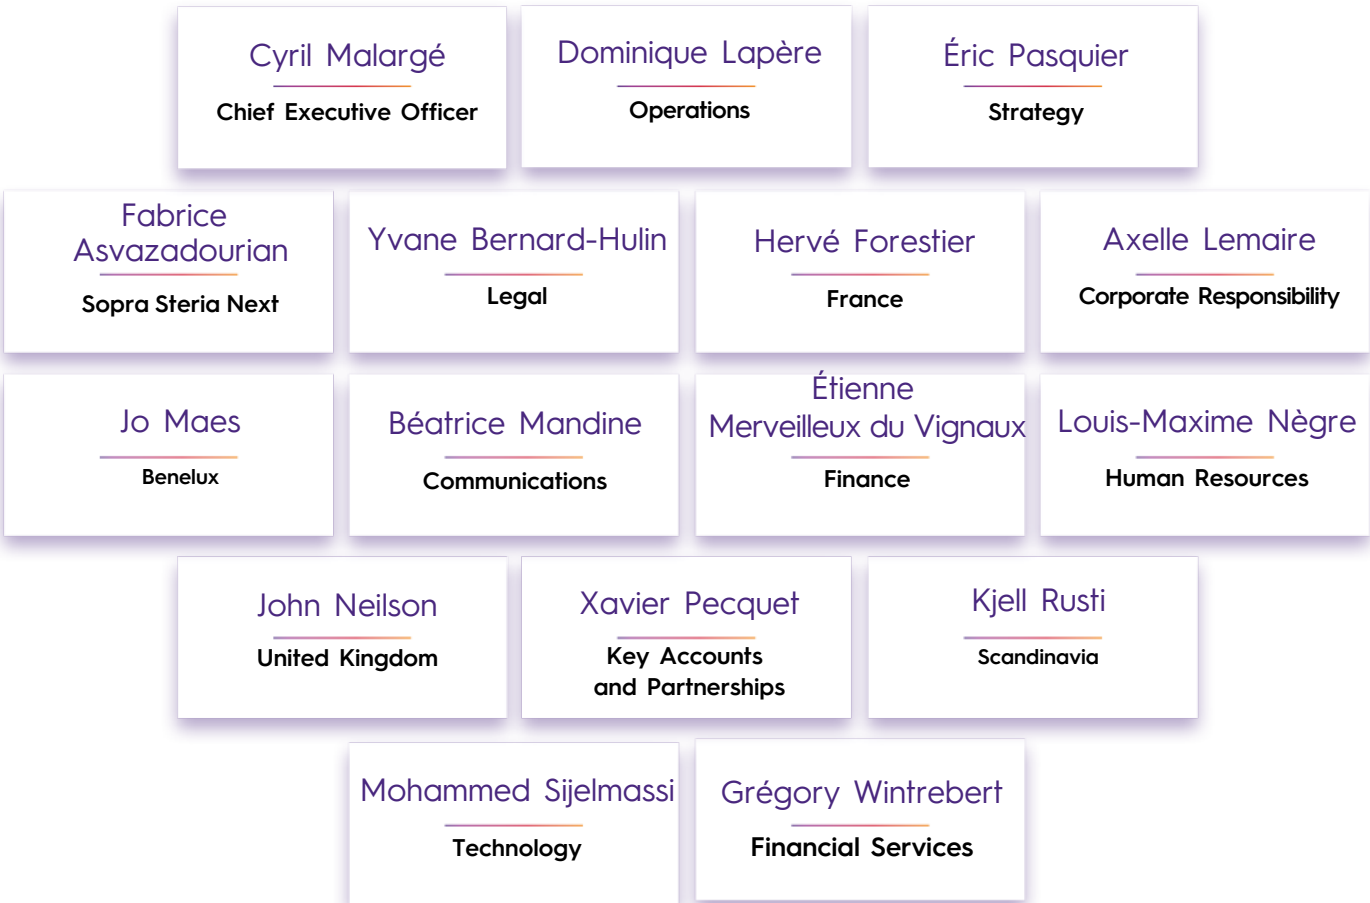 Cyril Malargé
Chief Executive Officer
Dominique Lapère
Operations
Éric Pasquier
Strategy
Fabrice
Asvazadourian
Sopra Steria Next
Yvane Bernard-Hulin
Legal
Hervé Forestier
France
Axelle Lemaire
Corporate Responsibility
Jo Maes
Benelux
Béatrice Mandine
Communications
Étienne
Merveilleux du Vignaux
Finance
Louis-Maxime Nègre
Human Resources
John Neilson
United Kingdom
Xavier Pecquet
Key Accounts
and Partnerships
Kjell Rusti
Scandinavia
Mohammed Sijelmassi
Technology
Grégory Wintrebert
Financial Services